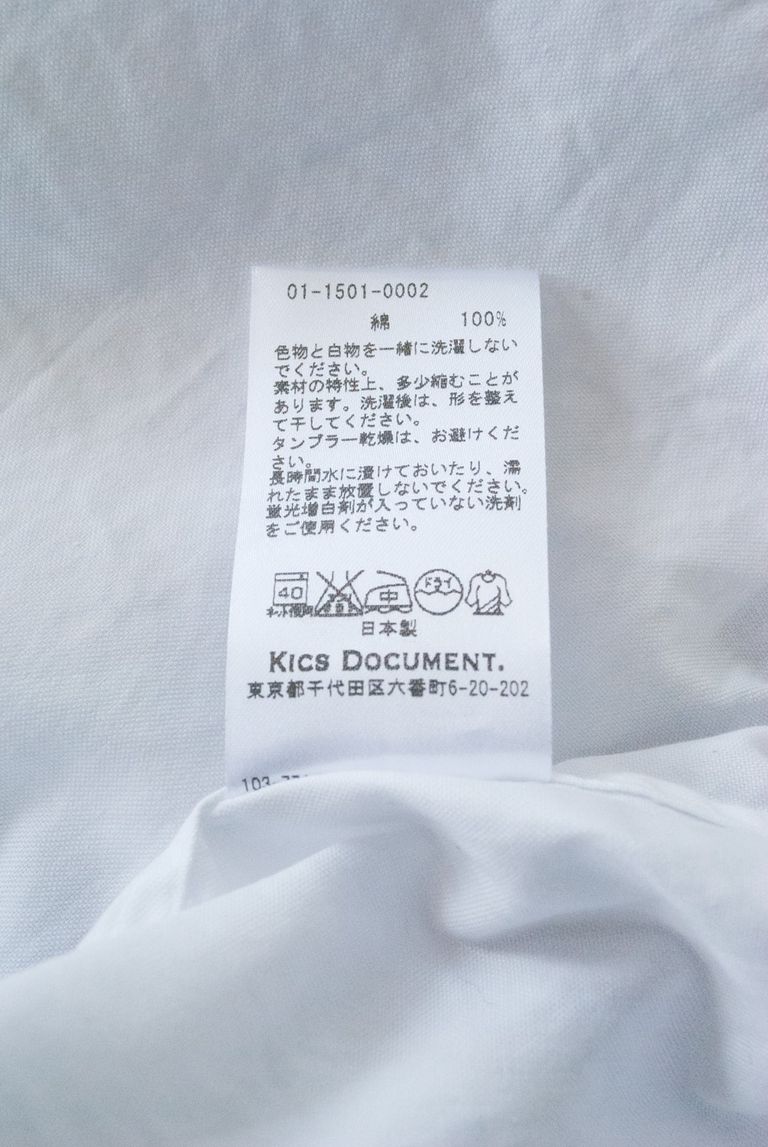 01-1501-0002
綿 100%
色物と白物を一緒に洗濯しない
でください。
素材の特性上、多少縮むことが
あります。洗濯後は、形を整え
て干してください。
タンブラー乾燥は、お避けくだ
さい。
長時間水に漬けておいたり、濡
れたまま放置しないでください。
蛍光増白剤が入っていない洗剤
をご使用ください。
40 中 ドライ
ネット使用
日本製
KICS DOCUMENT.
東京都千代田区六番町6-20-202